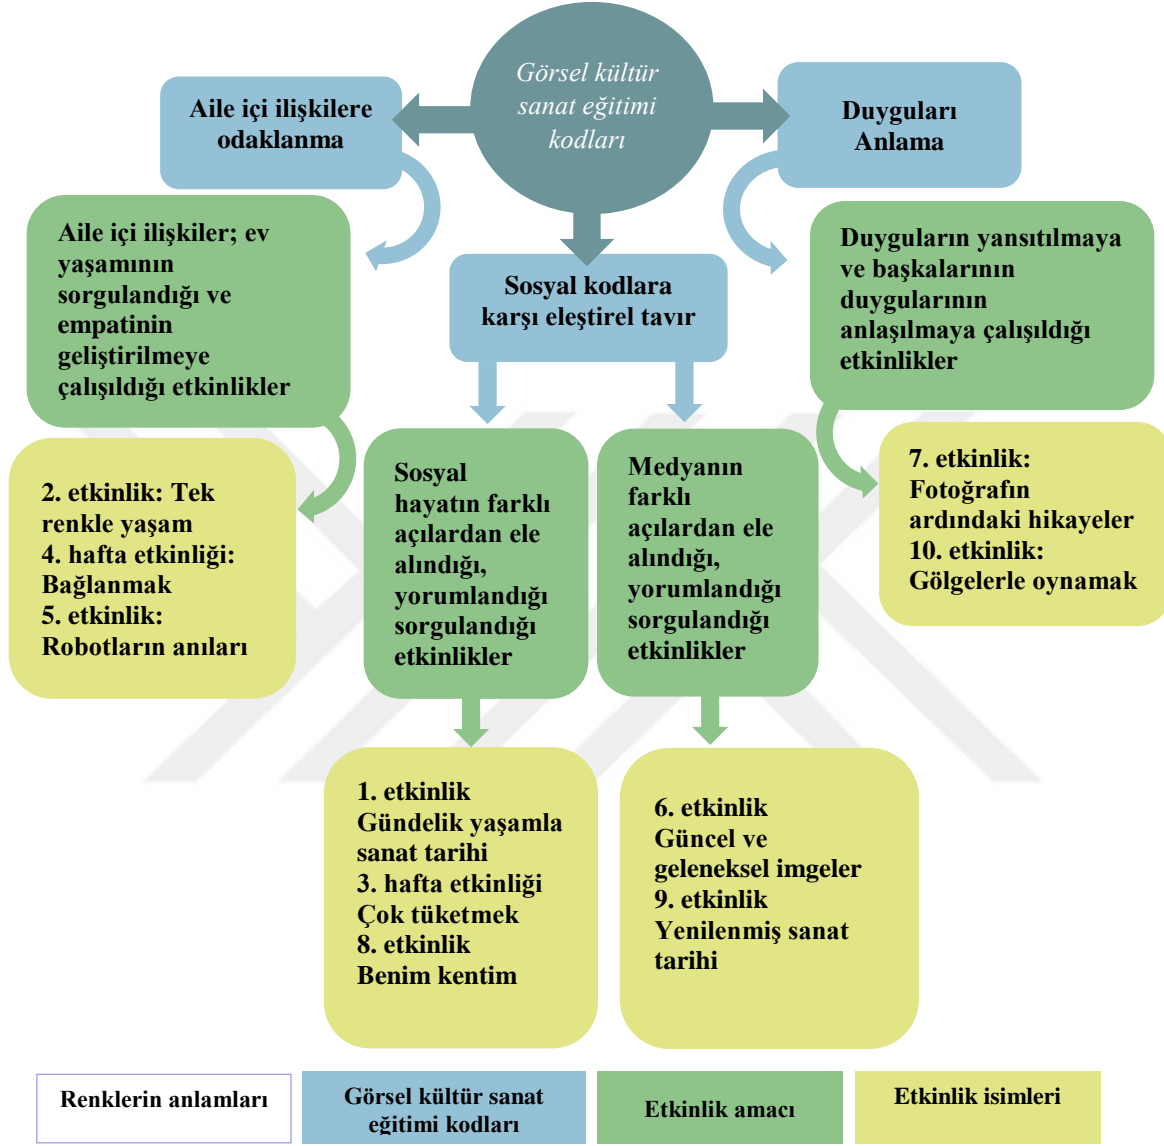 Görsel kültür
sanat eğitimi
kodları
Aile içi ilişkilere
odaklanma
Duyguları
Anlama
Sosyal kodlara
karşı eleştirel tavır
Aile içi ilişkiler; ev
yaşamının
sorgulandığı ve
empatinin
geliştirilmeye
çalışıldığı etkinlikler
Duyguların yansıtılmaya
ve başkalarının
duygularının
anlaşılmaya çalışıldığı
etkinlikler
2. etkinlik: Tek
renkle yaşam
4. hafta etkinliği:
Bağlanmak
5. etkinlik:
Robotların anıları
Sosyal
hayatın farklı
açılardan ele
alındığı,
yorumlandığı
sorgulandığı
etkinlikler
Medyanın
farklı
açılardan ele
alındığı,
yorumlandığı
sorgulandığı
etkinlikler
7. etkinlik:
Fotoğrafın
ardındaki hikayeler
10. etkinlik:
Gölgelerle oynamak
1. etkinlik
Gündelik yaşamla
sanat tarihi
3. hafta etkinliği
Çok tüketmek
8. etkinlik
Benim kentim
6. etkinlik
Güncel ve
geleneksel imgeler
9. etkinlik
Yenilenmiş sanat
tarihi
Renklerin anlamları
Görsel kültür sanat
eğitimi kodları
Etkinlik amacı
Etkinlik isimleri